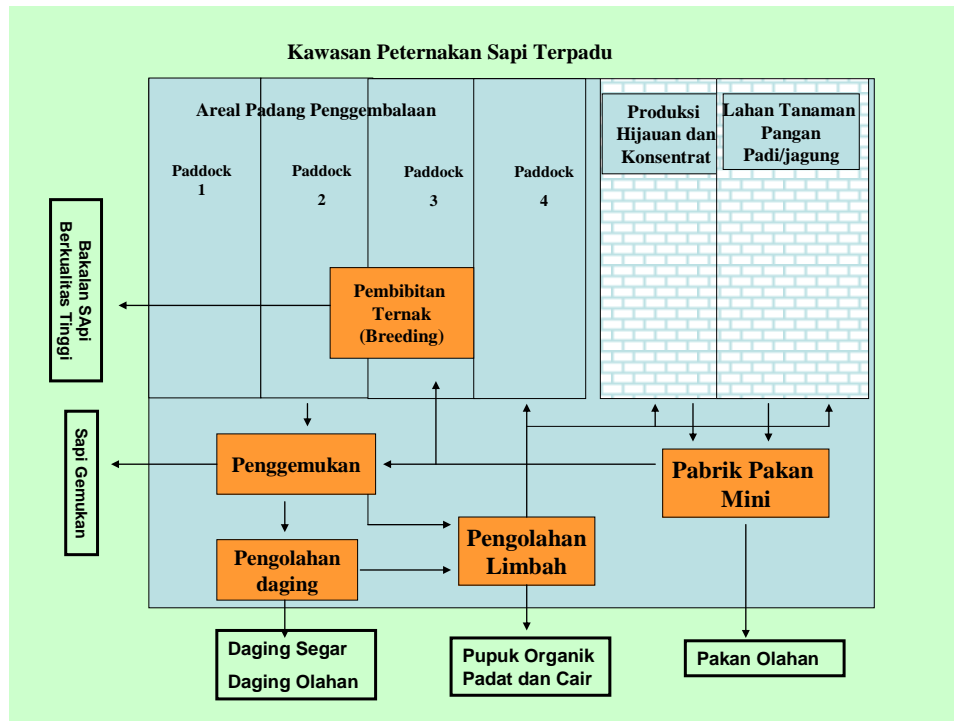 Kawasan Peternakan Sapi Terpadu
Areal Padang Penggembalaan
Paddock
1
Paddock
2
Paddock
3
Paddock
4
Produksi
Hijauan dan
Konsentrat
Lahan Tanaman
Pangan
Padi/jagung
Bakalan SApi
Berkualitas Tinggi
Pembibitan
Ternak
(Breeding)
Sapi Gemukan
Penggemukan
Pabrik Pakan
Mini
Pengolahan
daging
Pengolahan
Limbah
Daging Segar
Daging Olahan
Pupuk Organik
Padat dan Cair
Pakan Olahan